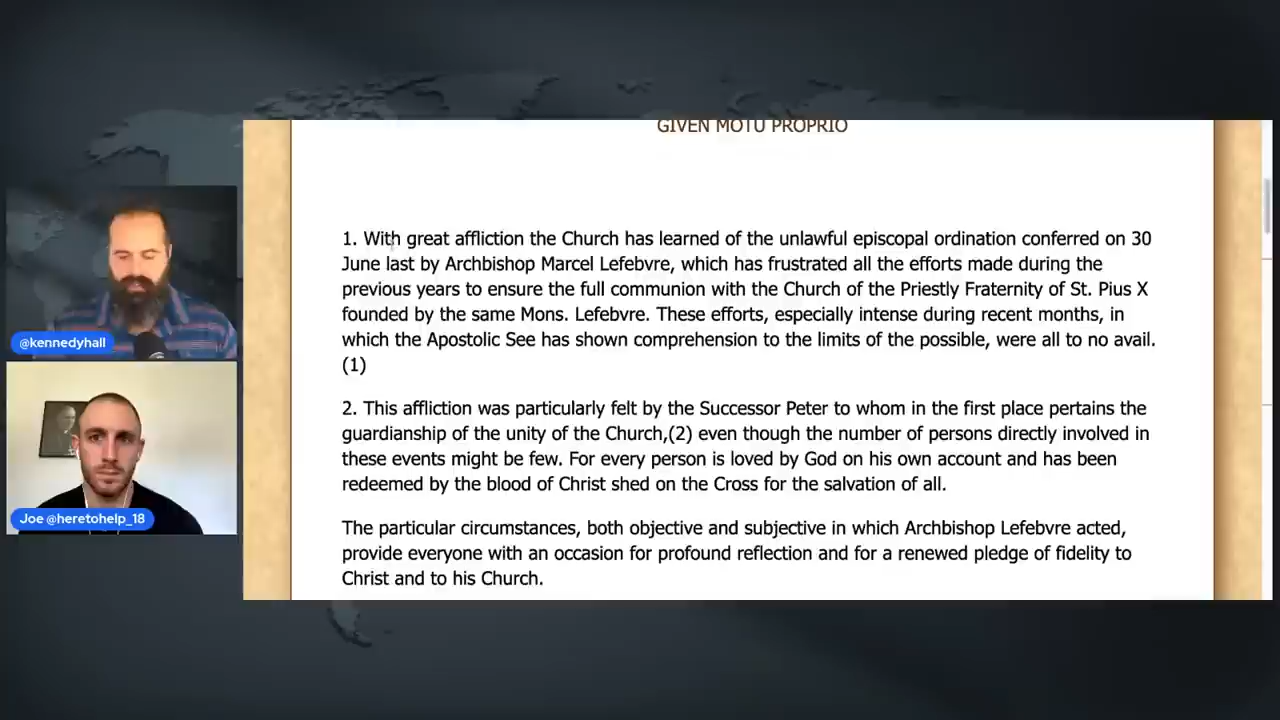 GIVEN MOTU PROPRIO
1. With great affliction the Church has learned of the unlawful episcopal ordination conferred on 30
June last by Archbishop Marcel Lefebvre, which has frustrated all the efforts made during the
previous years to ensure the full communion with the Church of the Priestly Fraternity of St. Pius X
founded by the same Mons. Lefebvre. These efforts, especially intense during recent months, in
which the Apostolic See has shown comprehension to the limits of the possible, were all to no avail.
(1)
2. This affliction was particularly felt by the Successor Peter to whom in the first place pertains the
guardianship of the unity of the Church,(2) even though the number of persons directly involved in
these events might be few. For every person is loved by God on his own account and has been
redeemed by the blood of Christ shed on the Cross for the salvation of all.
The particular circumstances, both objective and subjective in which Archbishop Lefebvre acted,
provide everyone with an occasion for profound reflection and for a renewed pledge of fidelity to
Christ and to his Church.
@kennedyhall
Joe @heretohelp_18